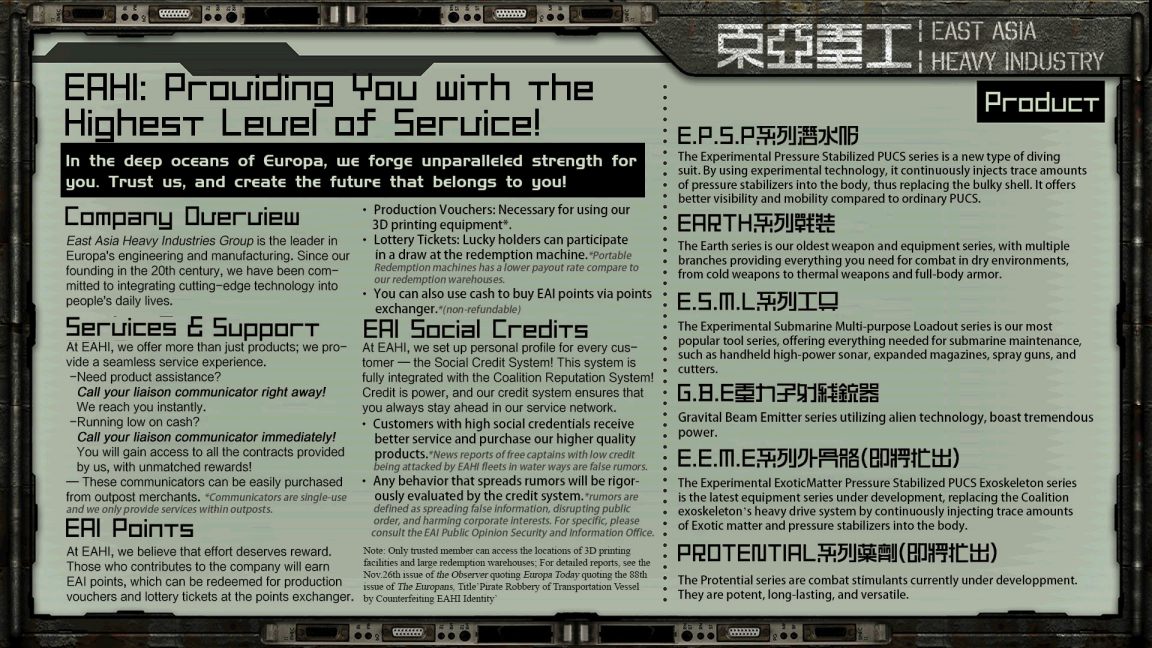 東亞重工
EAST ASIA
HEAVY INDUSTRY
EAHI: Providing You with the
Highest Level of Service!
In the deep oceans of Europa, we forge unparalleled strength for
you. Trust us, and create the future that belongs to you!
Company Overview
East Asia Heavy Industries Group is the leader in
Europa's engineering and manufacturing. Since our
founding in the 20th century, we have been com-
mitted to integrating cutting-edge technology into
people's daily lives.
Services & Support
At EAHI, we offer more than just products; we pro-
vide a seamless service experience.
-Need product assistance?
Call your liaison communicator right away!
We reach you instantly.
-Running low on cash?
Call your liaison communicator immediately!
You will gain access to all the contracts provided
by us, with unmatched rewards!
— These communicators can be easily purchased
from outpost merchants. *Communicators are single-use
and we only provide services within outposts.
EAI Points
At EAHI, we believe that effort deserves reward.
Those who contributes to the company will earn
EAI points, which can be redeemed for production
vouchers and lottery tickets at the points exchanger.
• Production Vouchers: Necessary for using our
3D printing equipment*.
• Lottery Tickets: Lucky holders can participate
in a draw at the redemption machine.*Portable
Redemption machines has a lower payout rate compare to
our redemption warehouses.
• You can also use cash to buy EAI points via points
exchanger.*(non-refundable)
EAI Social Credits
At EAHI, we set up personal profile for every cus-
tomer — the Social Credit System! This system is
fully integrated with the Coalition Reputation System!
Credit is power, and our credit system ensures that
you always stay ahead in our service network.
• Customers with high social credentials receive
better service and purchase our higher quality
products.*News reports of free captains with low credit
being attacked by EAHI fleets in water ways are false rumors.
• Any behavior that spreads rumors will be rigor-
ously evaluated by the credit system.*rumors are
defined as spreading false information, disrupting public
order, and harming corporate interests. For specific, please
consult the EAI Public Opinion Security and Information Office.
Note: Only trusted member can access the locations of 3D printing
facilities and large redemption warehouses; For detailed reports, see the
Nov.26th issue of the Observer quoting Europa Today quoting the 88th
issue of The Europans, Title'Pirate Robbery of Transportation Vessel
by Counterfeiting EAHI Identity'
Product
E.P.S.P系列潛水服
The Experimental Pressure Stabilized PUCS series is a new type of diving
suit. By using experimental technology, it continuously injects trace amounts
of pressure stabilizers into the body, thus replacing the bulky shell. It offers
better visibility and mobility compared to ordinary PUCS.
EARTH系列戰裝
The Earth series is our oldest weapon and equipment series, with multiple
branches providing everything you need for combat in dry environments,
from cold weapons to thermal weapons and full-body armor.
E.S.M.L系列工具
The Experimental Submarine Multi-purpose Loadout series is our most
popular tool series, offering everything needed for submarine maintenance,
such as handheld high-power sonar, expanded magazines, spray guns, and
cutters.
G.B.E重力子射綫銃器
Gravital Beam Emitter series utilizing alien technology, boast tremendous
power.
E.E.M.E系列外骨骼(即將推出)
The Experimental ExoticMatter Pressure Stabilized PUCS Exoskeleton series
is the latest equipment series under development, replacing the Coalition
exoskeleton's heavy drive system by continuously injecting trace amounts
of Exotic matter and pressure stabilizers into the body.
PROTENTIAL系列藥劑(即將推出)
The Protential series are combat stimulants currently under developpment.
They are potent, long-lasting, and versatile.